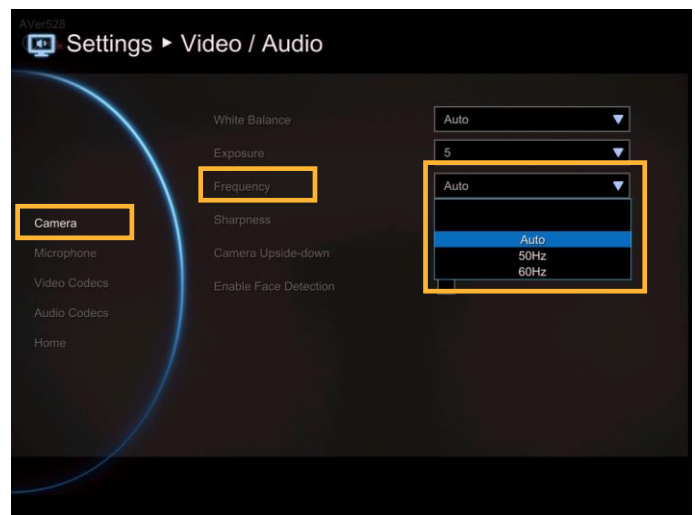 AVer528
Settings ▸ Video / Audio
White Balance Auto
Exposure 5
Frequency Auto
Camera Sharpness
Auto
Microphone Camera Upside-down 50Hz
60Hz
Video Codecs Enable Face Detection
Audio Codecs
Home